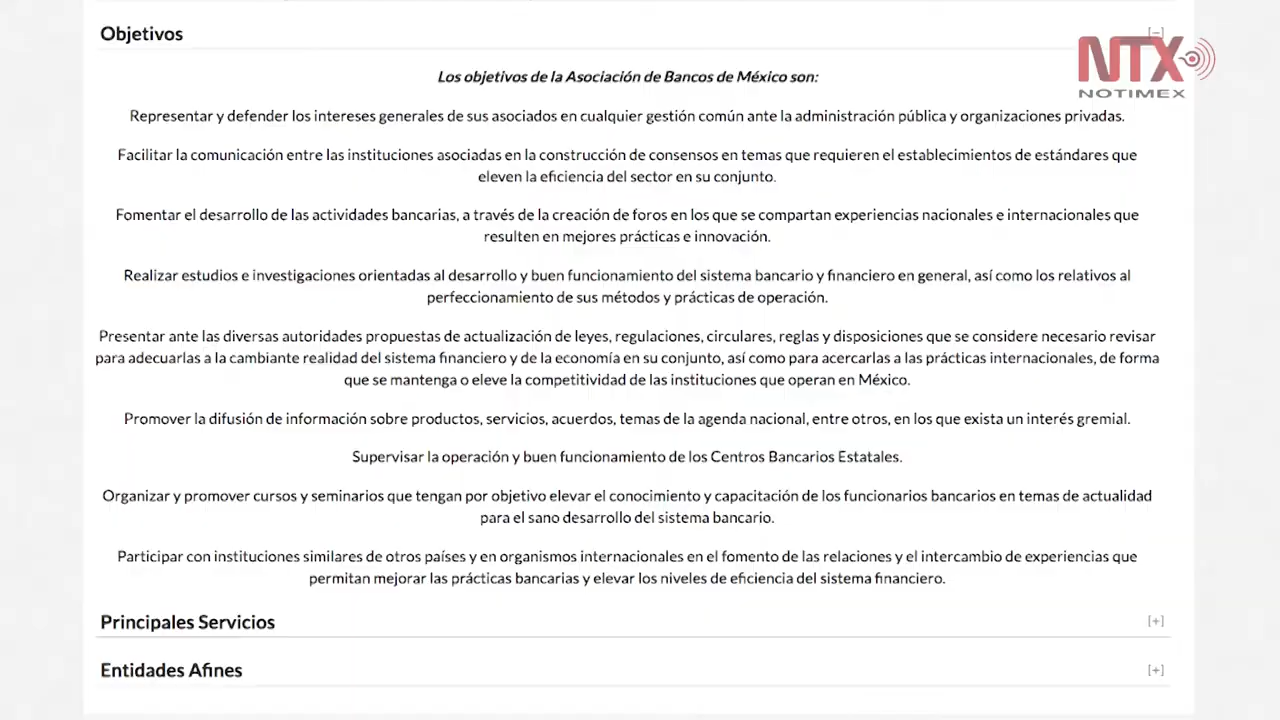 Objetivos
[−]
NTX
NOTIMEX
Los objetivos de la Asociación de Bancos de México son:
Representar y defender los intereses generales de sus asociados en cualquier gestión común ante la administración pública y organizaciones privadas.
Facilitar la comunicación entre las instituciones asociadas en la construcción de consensos en temas que requieren el establecimientos de estándares que
eleven la eficiencia del sector en su conjunto.
Fomentar el desarrollo de las actividades bancarias, a través de la creación de foros en los que se compartan experiencias nacionales e internacionales que
resulten en mejores prácticas e innovación.
Realizar estudios e investigaciones orientadas al desarrollo y buen funcionamiento del sistema bancario y financiero en general, así como los relativos al
perfeccionamiento de sus métodos y prácticas de operación.
Presentar ante las diversas autoridades propuestas de actualización de leyes, regulaciones, circulares, reglas y disposiciones que se considere necesario revisar
para adecuarlas a la cambiante realidad del sistema financiero y de la economía en su conjunto, así como para acercarlas a las prácticas internacionales, de forma
que se mantenga o eleve la competitividad de las instituciones que operan en México.
Promover la difusión de información sobre productos, servicios, acuerdos, temas de la agenda nacional, entre otros, en los que exista un interés gremial.
Supervisar la operación y buen funcionamiento de los Centros Bancarios Estatales.
Organizar y promover cursos y seminarios que tengan por objetivo elevar el conocimiento y capacitación de los funcionarios bancarios en temas de actualidad
para el sano desarrollo del sistema bancario.
Participar con instituciones similares de otros países y en organismos internacionales en el fomento de las relaciones y el intercambio de experiencias que
permitan mejorar las prácticas bancarias y elevar los niveles de eficiencia del sistema financiero.
Principales Servicios
[+]
Entidades Afines
[+]